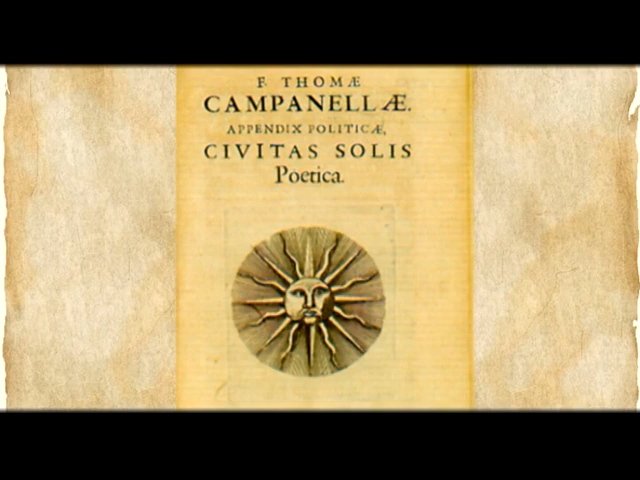 F. THOMÆ
CAMPANELLÆ.
APPENDIX POLITICÆ,
CIVITAS SOLIS
Poetica.